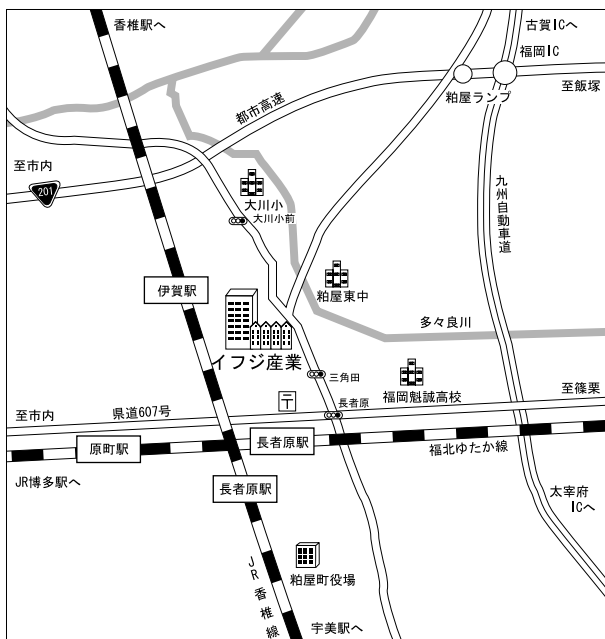 香椎駅へ
古賀ICへ
福岡IC
粕屋ランプ
至飯塚
都市高速
至市内
201
大川小
大川小前
九州自動車道
伊賀駅
粕屋東中
多々良川
イフジ産業
三角田
福岡魁誠高校
至篠栗
〒
長者原
至市内
県道607号
原町駅
長者原駅
福北ゆたか線
JR博多駅へ
長者原駅
太宰府
ICへ
粕屋町役場
JR香椎線
宇美駅へ